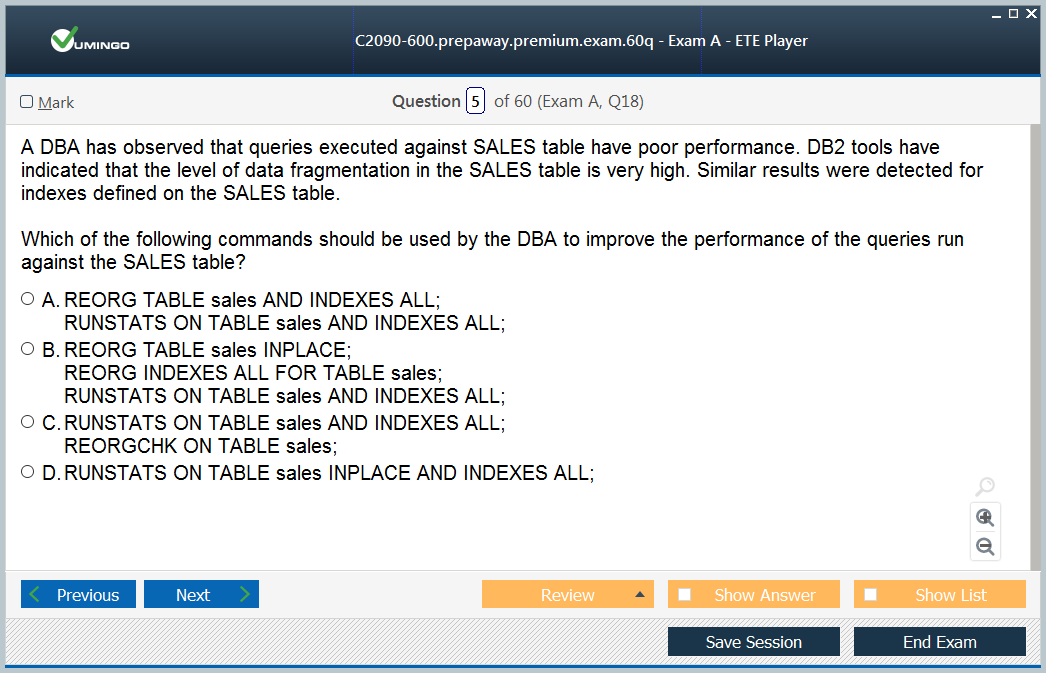 VUMINGO
C2090-600.prepaway.premium.exam.60q - Exam A - ETE Player
Mark
Question 5 of 60 (Exam A, Q18)
A DBA has observed that queries executed against SALES table have poor performance. DB2 tools have
indicated that the level of data fragmentation in the SALES table is very high. Similar results were detected for
indexes defined on the SALES table.
Which of the following commands should be used by the DBA to improve the performance of the queries run
against the SALES table?
A. REORG TABLE sales AND INDEXES ALL;
RUNSTATS ON TABLE sales AND INDEXES ALL;
B. REORG TABLE sales INPLACE;
REORG INDEXES ALL FOR TABLE sales;
RUNSTATS ON TABLE sales AND INDEXES ALL;
C. RUNSTATS ON TABLE sales AND INDEXES ALL;
REORGCHK ON TABLE sales;
D. RUNSTATS ON TABLE sales INPLACE AND INDEXES ALL;
Previous Next Review Show Answer Show List
Save Session End Exam